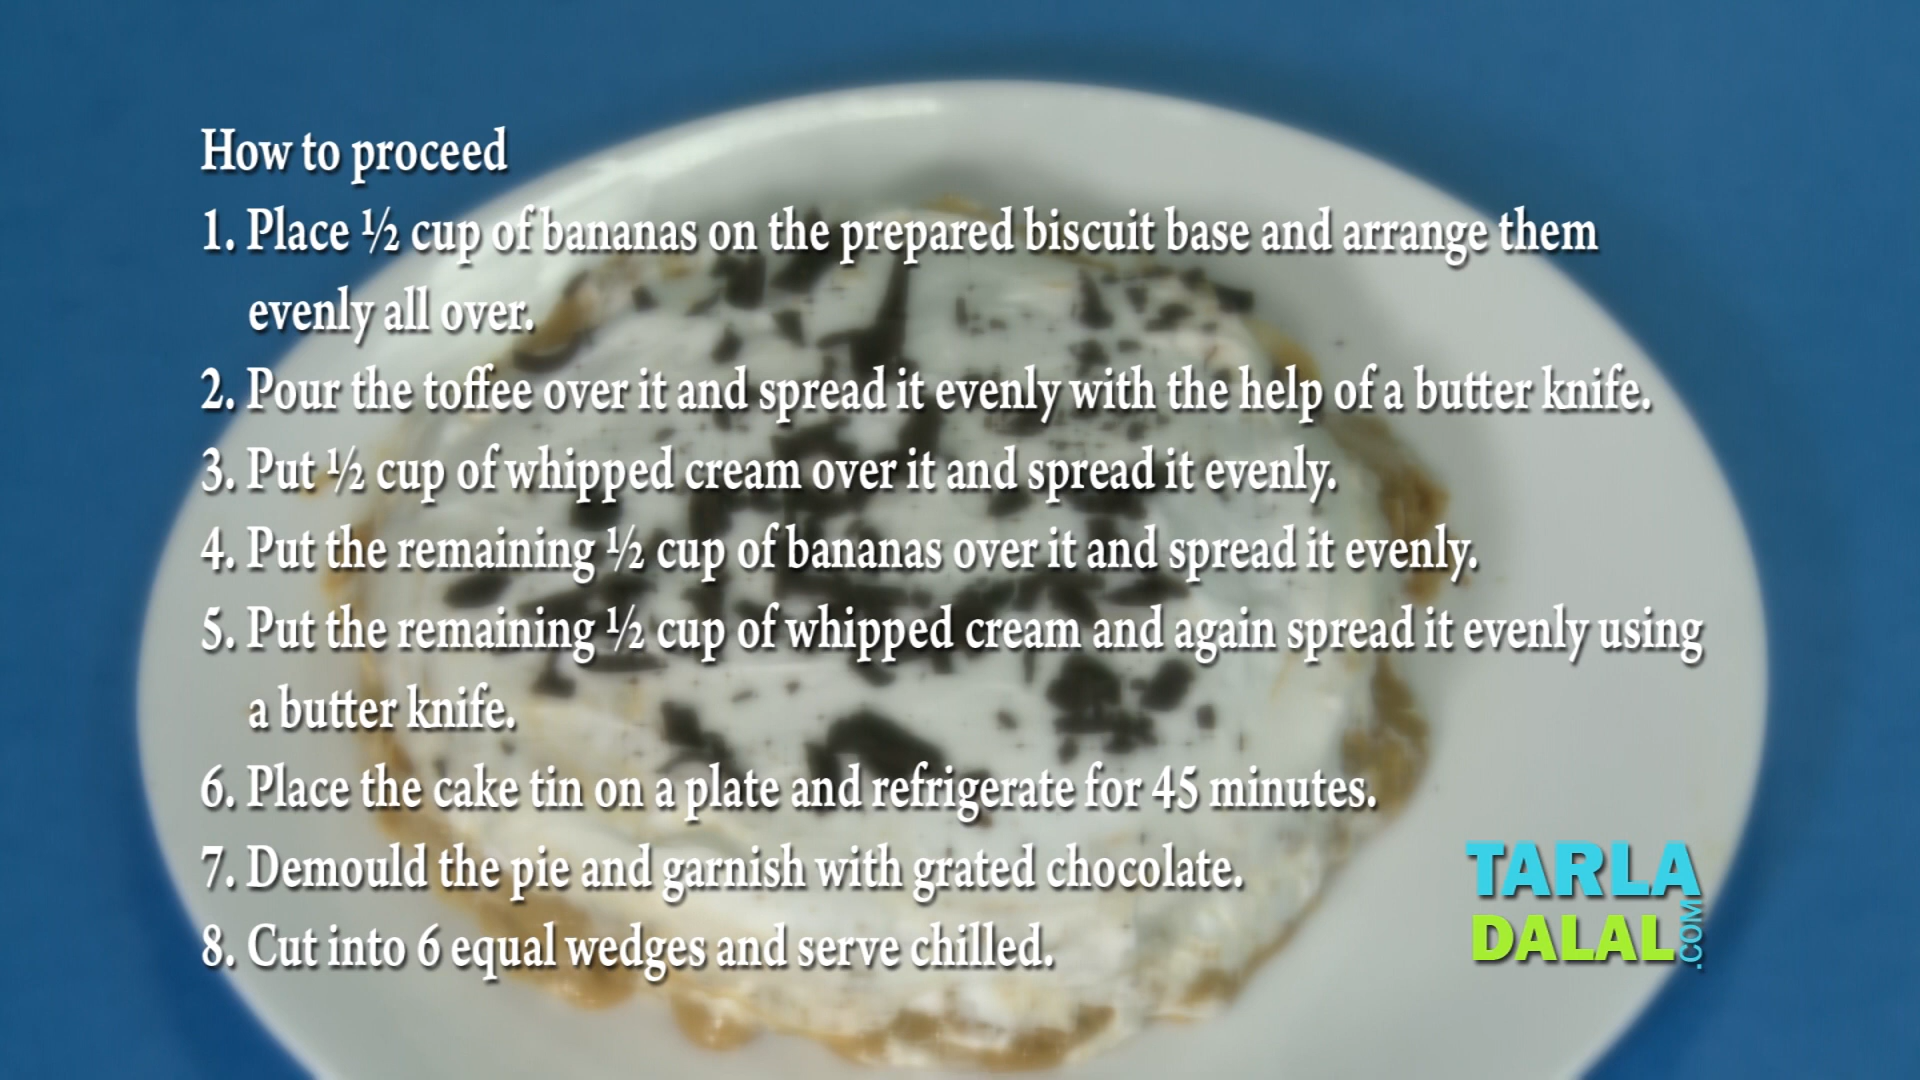 How to proceed
1. Place ½ cup of bananas on the prepared biscuit base and arrange them
evenly all over.
2. Pour the toffee over it and spread it evenly with the help of a butter knife.
3. Put ½ cup of whipped cream over it and spread it evenly.
4. Put the remaining ½ cup of bananas over it and spread it evenly.
5. Put the remaining ½ cup of whipped cream and again spread it evenly using
a butter knife.
6. Place the cake tin on a plate and refrigerate for 45 minutes.
7. Demould the pie and garnish with grated chocolate.
8. Cut into 6 equal wedges and serve chilled.
TARLA
DALAL.COM